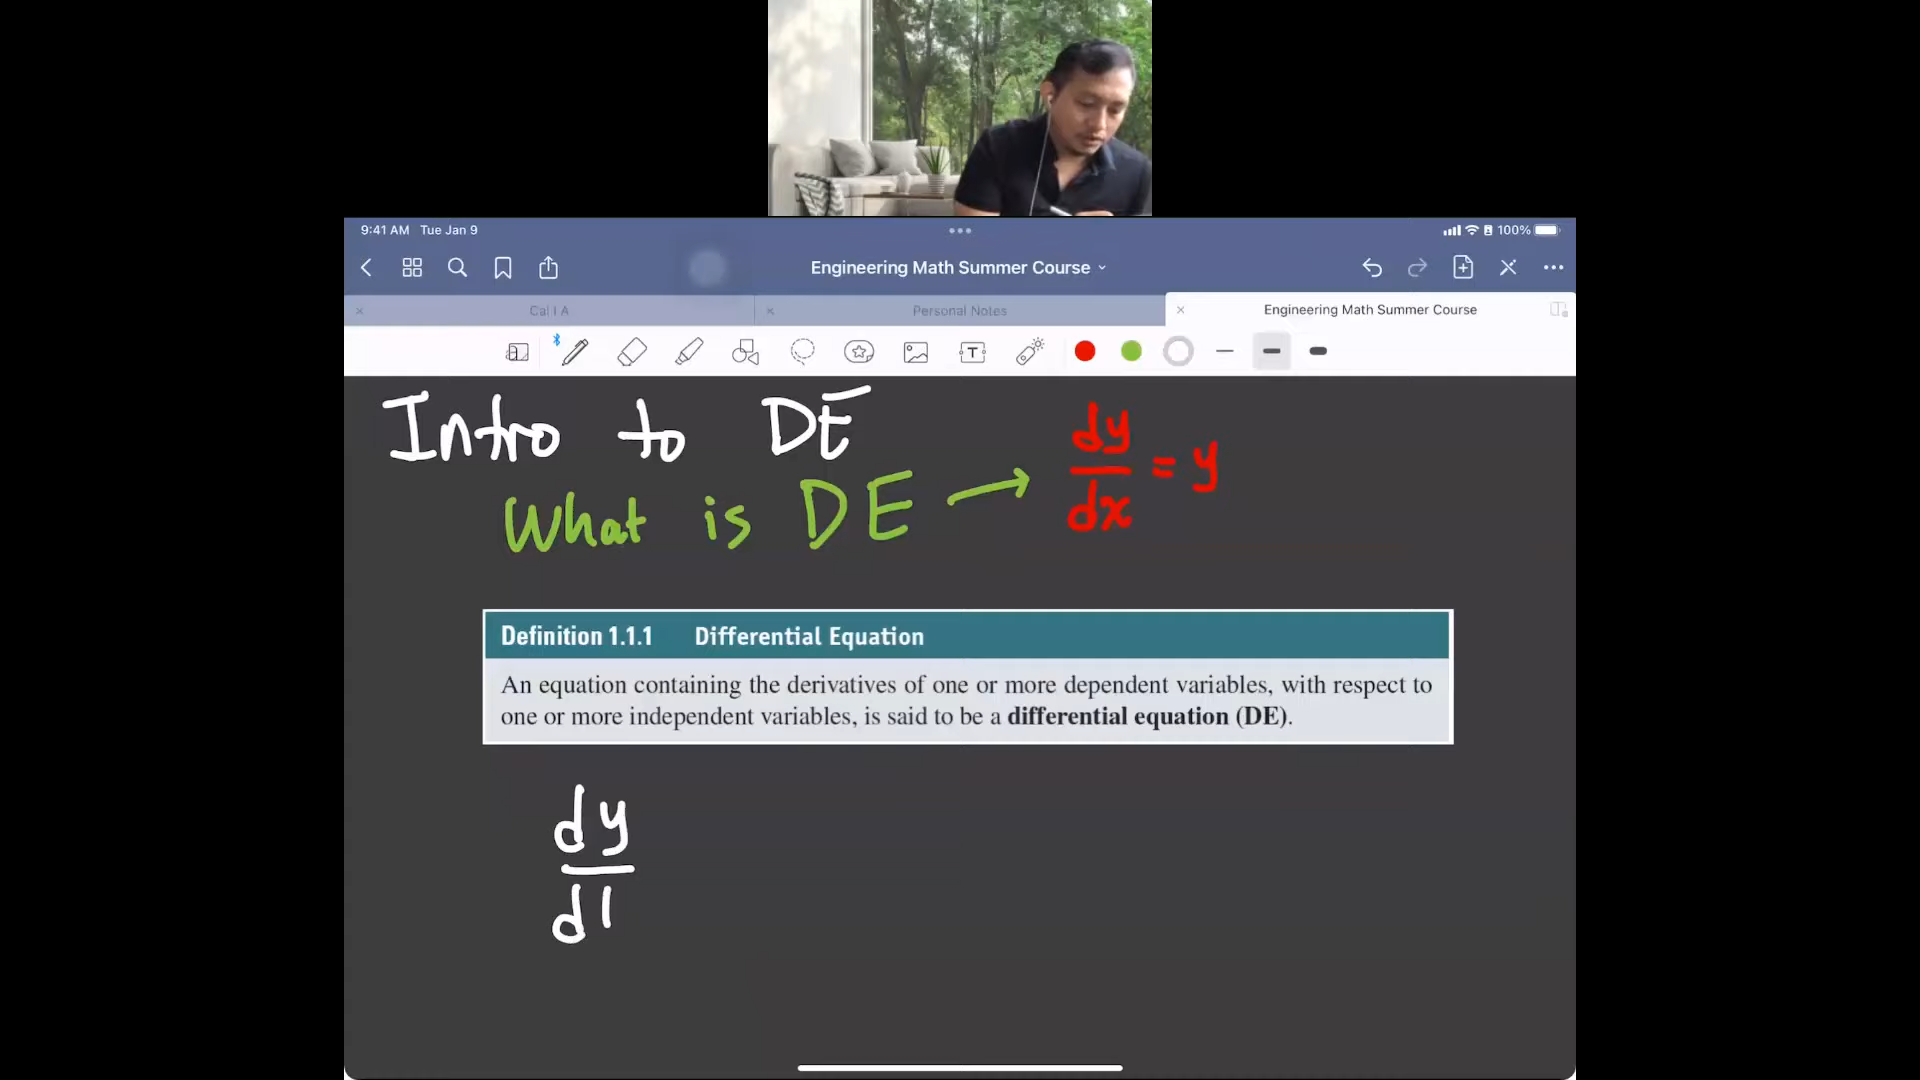 9:41 AM Tue Jan 9
100%
Engineering Math Summer Course
Cal I A
Personal Notes
Engineering Math Summer Course
Intro to DE
What is DE → dy/dx = y
Definition 1.1.1 Differential Equation
An equation containing the derivatives of one or more dependent variables, with respect to
one or more independent variables, is said to be a differential equation (DE).
dy
d